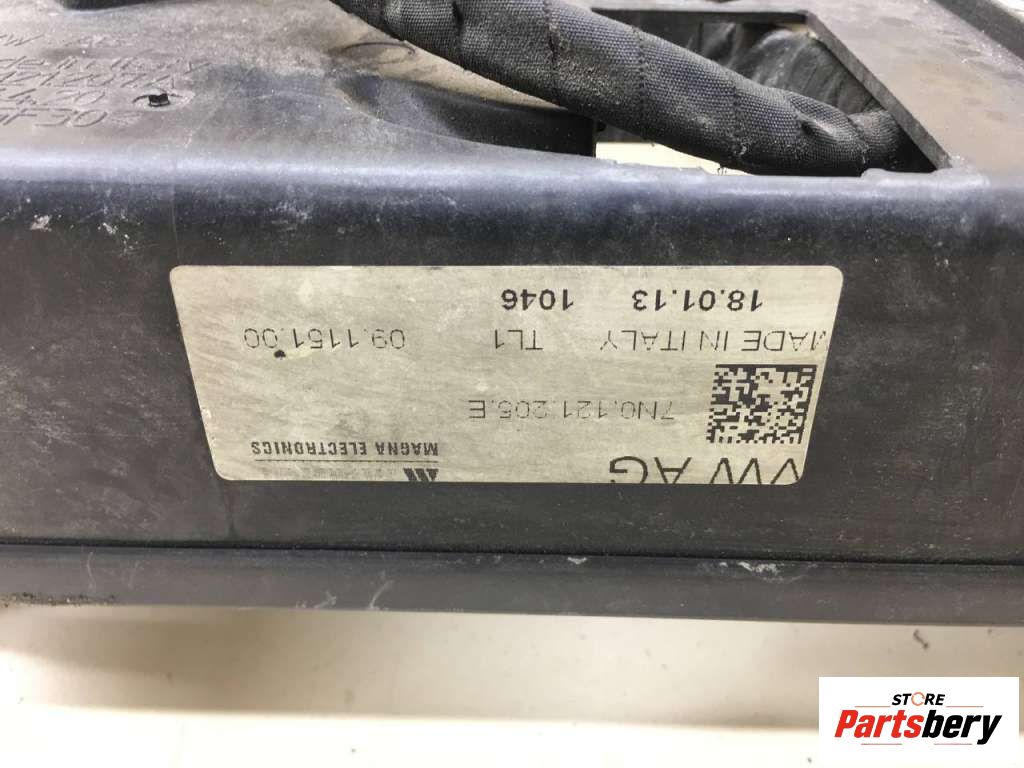 VW AG
MAGNA ELECTRONICS
7N0.121.205.E
MADE IN ITALY TL1 09.1151.00
18.01.13 1046
STORE
Partsbery